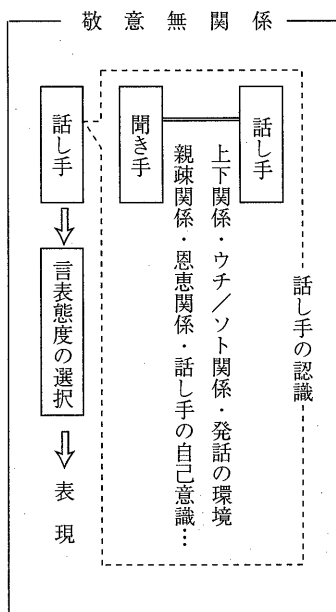 敬意無関係
話し手の認識
話し手
上下関係・ウチ／ソト関係・発話の環境
親疎関係・恩恵関係・話し手の自己意識…
聞き手
話し手
言表態度の選択
表現